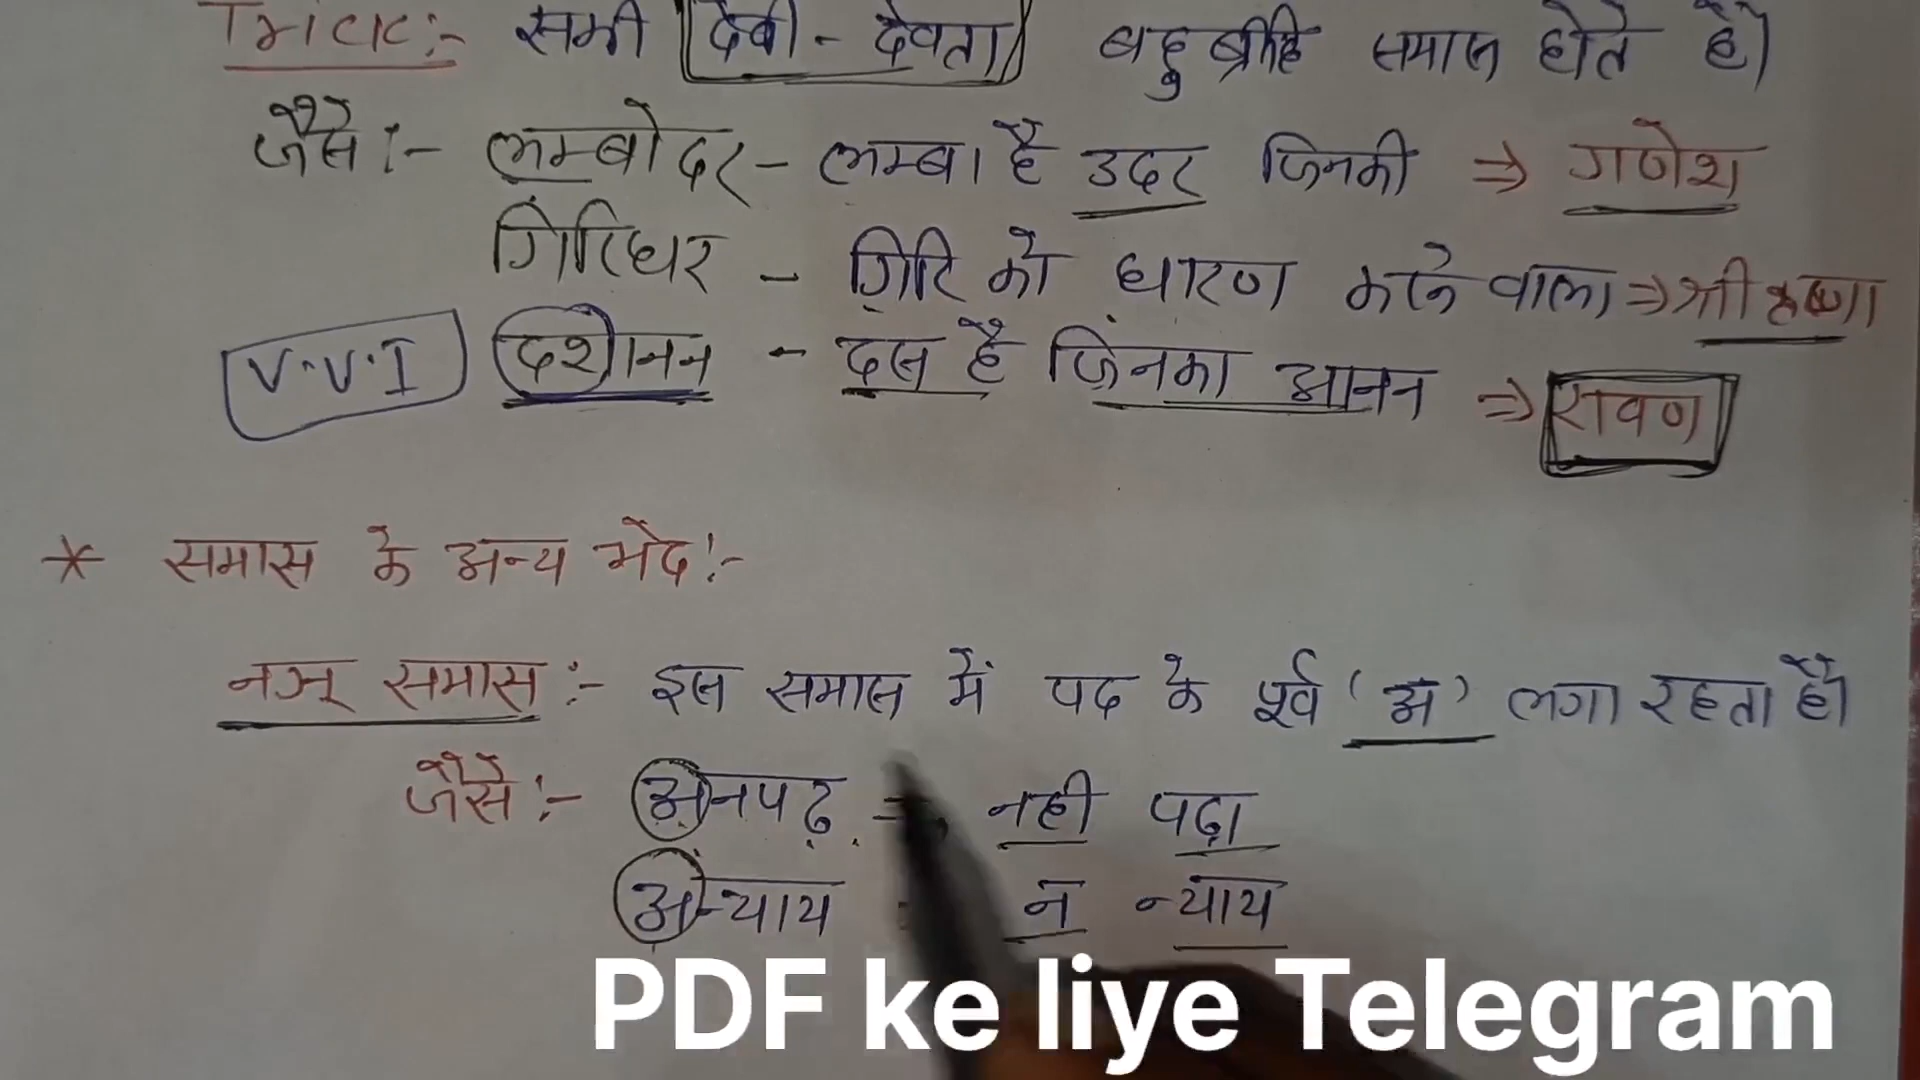 Trick:- सभी देवी - देवता बहुब्रीहि समास होते है।
जैसे:- लम्बोदर - लम्बा है उदर जिनकी ⇒ गणेश
गिरिधर - गिरि को धारण करने वाला ⇒ श्री कृष्ण
V.V.I दशानन - दस है जिनका आनन ⇒ रावण
* समास के अन्य भेद:-
नञ् समास :- इस समास में पद के पूर्व (अ) लगा रहता है।
जैसे:- अनपढ़ = नही पढ़ा
अन्याय = न न्याय
PDF ke liye Telegram